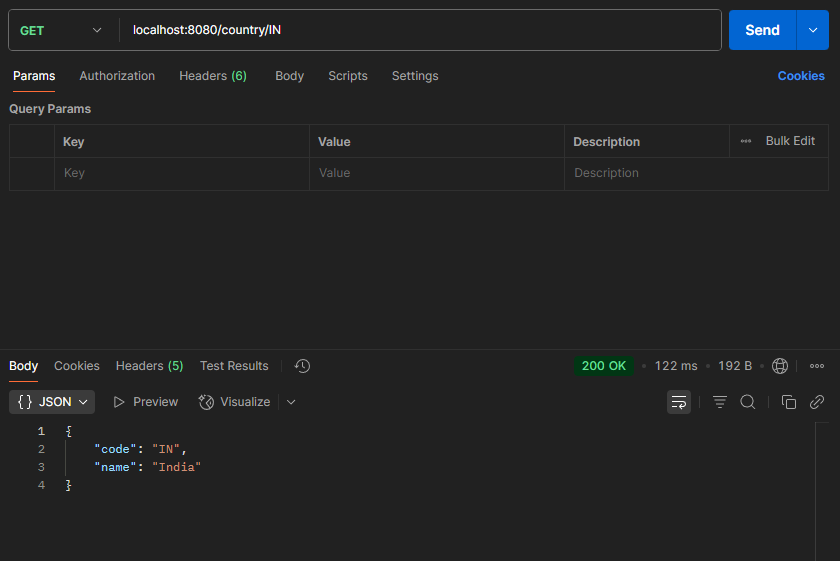 GET localhost:8080/country/IN Send
Params Authorization Headers (6) Body Scripts Settings Cookies
Query Params
Key Value Description Bulk Edit
Key Value Description
Body Cookies Headers (5) Test Results 200 OK • 122 ms • 192 B •
{} JSON Preview Visualize
1 {
2 "code": "IN",
3 "name": "India"
4 }